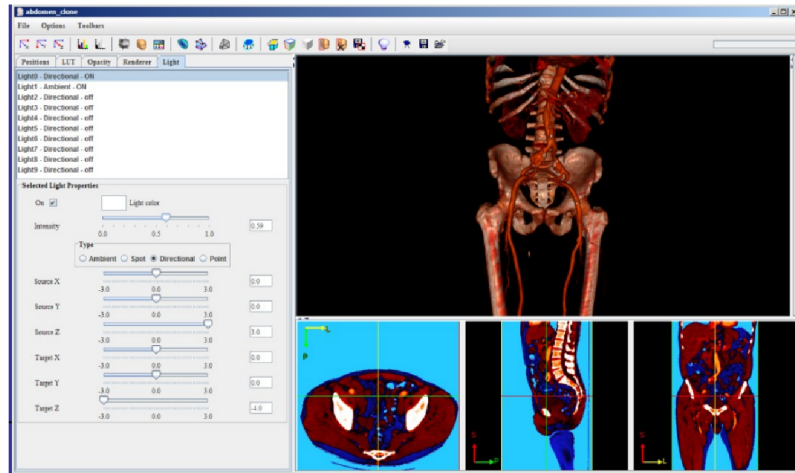 abdomen_clone
File Options Toolbars
Positions LUT Opacity Renderer Light
Light0 - Directional - ON
Light1 - Ambient - ON
Light2 - Directional - off
Light3 - Directional - off
Light4 - Directional - off
Light5 - Directional - off
Light6 - Directional - off
Light7 - Directional - off
Light8 - Directional - off
Light9 - Directional - off
Selected Light Properties
On Light color
Intensity 0.59
0.0 0.5 1.0
Type
Ambient Spot Directional Point
Source X 0.0
-3.0 0.0 3.0
Source Y 0.0
-3.0 0.0 3.0
Source Z 3.0
-3.0 0.0 3.0
Target X 0.0
-3.0 0.0 3.0
Target Y 0.0
-3.0 0.0 3.0
Target Z -4.0
-3.0 0.0 3.0
L
P
S
P
S
L